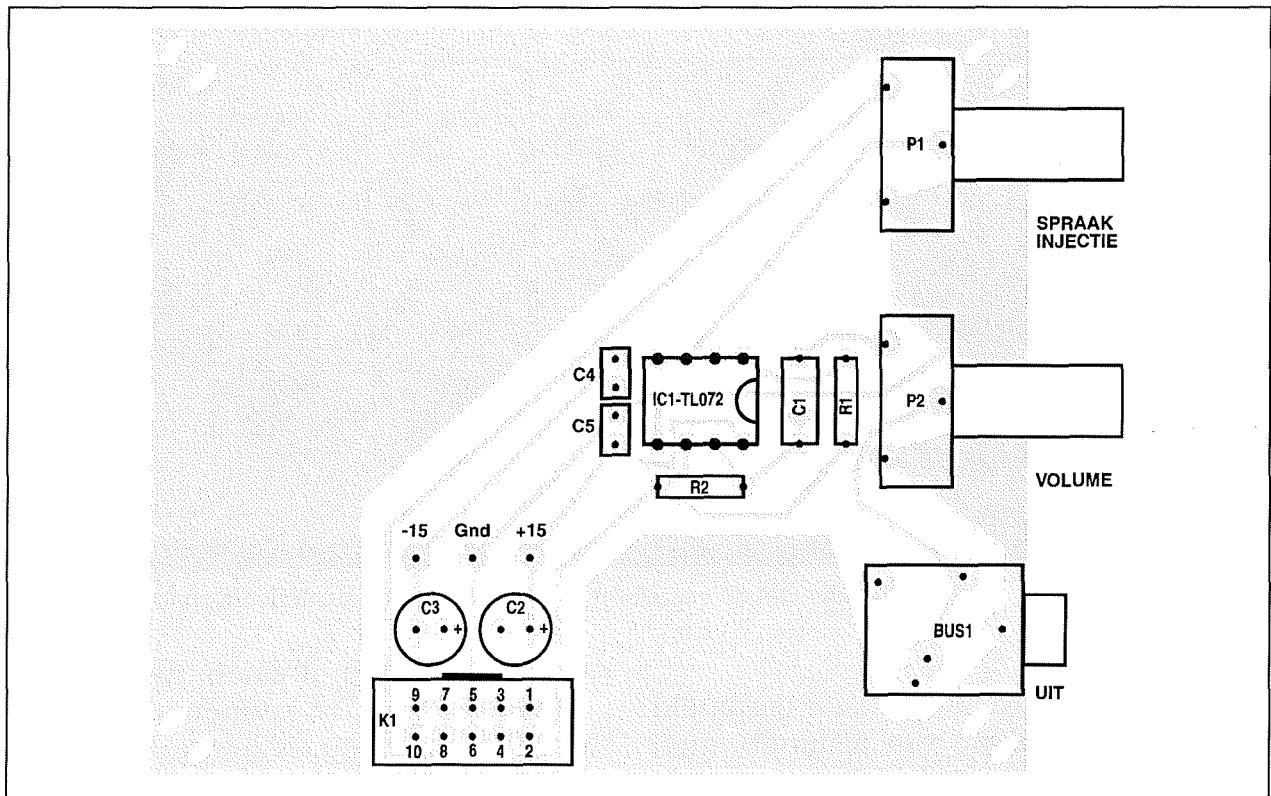 P1
SPRAAK
INJECTIE
C4
IC1-TL072
C1
R1
P2
C5
R2
VOLUME
-15 Gnd +15
C3 + C2 +
BUS1
UIT
K1
9 7 5 3 1
10 8 6 4 2